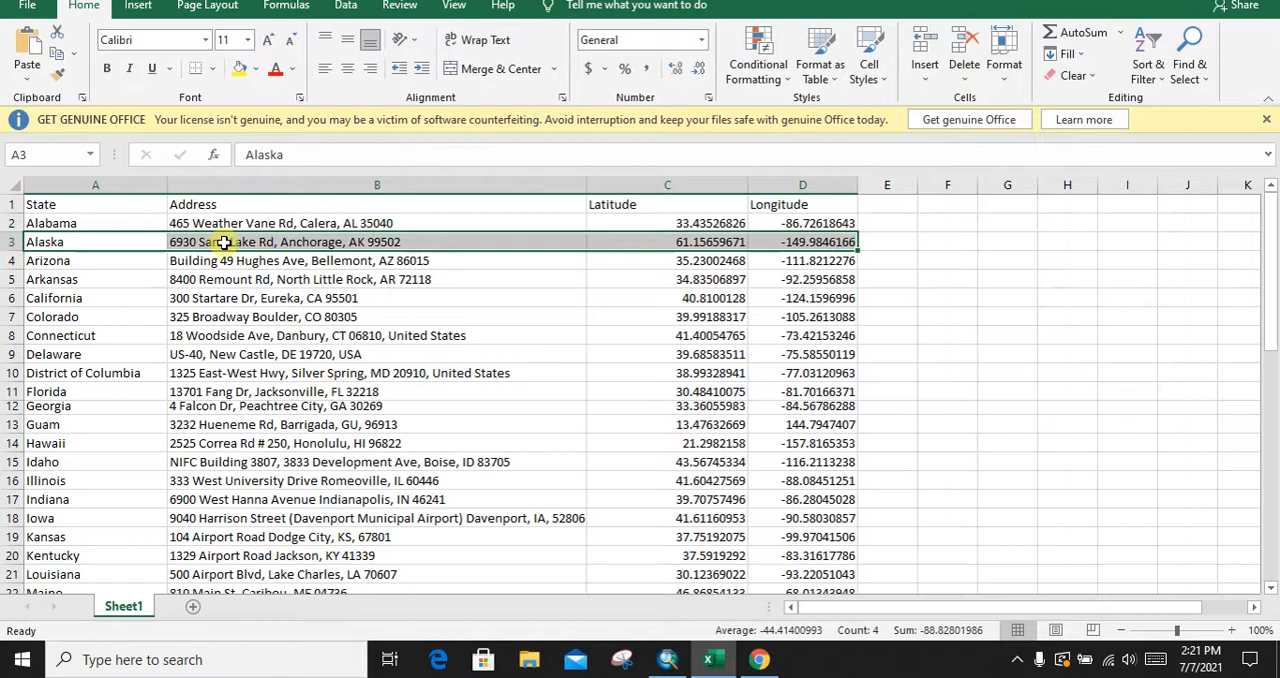 File Home Insert Page Layout Formulas Data Review View Help Tell me what you want to do Share
Calibri 11 A A Wrap Text General AutoSum
Paste B I U A Merge & Center $ % , Conditional Format as Cell Insert Delete Format Fill Sort & Find &
Formatting Table Styles Clear Filter Select
Clipboard Font Alignment Number Styles Cells Editing
GET GENUINE OFFICE Your license isn't genuine, and you may be a victim of software counterfeiting. Avoid interruption and keep your files safe with genuine Office today. Get genuine Office Learn more
A3 fx Alaska
A B C D E F G H I J K
1 State Address Latitude Longitude
2 Alabama 465 Weather Vane Rd, Calera, AL 35040 33.43526826 -86.72618643
3 Alaska 6930 Lake Rd, Anchorage, AK 99502 61.15659671 -149.9846166
4 Arizona Building 49 Hughes Ave, Bellemont, AZ 86015 35.23002468 -111.8212276
5 Arkansas 8400 Remount Rd, North Little Rock, AR 72118 34.83506978 -92.25956858
6 California 300 Startare Dr, Eureka, CA 95501 40.8100128 -124.1596996
7 Colorado 325 Broadway Boulder, CO 80305 39.99188317 -105.2613088
8 Connecticut 18 Woodside Ave, Danbury, CT 06810, United States 41.40054765 -73.42153246
9 Delaware US-40, New Castle, DE 19720, USA 39.68583511 -75.58550119
10 District of Columbia 1325 East-West Hwy, Silver Spring, MD 20910, United States 38.99328941 -77.03120963
11 Florida 13701 Fang Dr, Jacksonville, FL 32218 30.48410075 -81.70166371
12 Georgia 4 Falcon Dr, Peachtree City, GA 30269 33.36055983 -84.56786288
13 Guam 3232 Hueneme Rd, Barrigada, GU, 96913 13.47632669 144.7947407
14 Hawaii 2525 Correa Rd # 250, Honolulu, HI 96822 21.2982158 -157.8165353
15 Idaho NIFC Building 3807, 3833 Development Ave, Boise, ID 83705 43.56745334 -116.2113238
16 Illinois 333 West University Drive Romeoville, IL 60446 41.60427569 -88.08451251
17 Indiana 6900 West Hanna Avenue Indianapolis, IN 46241 39.70757496 -86.28045028
18 Iowa 9040 Harrison Street (Davenport Municipal Airport) Davenport, IA, 52806 41.61160953 -90.58030857
19 Kansas 104 Airport Road Dodge City, KS, 67801 37.75192075 -99.97041506
20 Kentucky 1329 Airport Road Jackson, KY 41339 37.5919292 -83.31617786
21 Louisiana 500 Airport Blvd, Lake Charles, LA 70607 30.12369022 -93.22051043
Maine 810 Main St, Caribou, ME 04736 46.86854133 -68.01343948
Sheet1
Ready Average: -44.41400993 Count: 4 Sum: -88.82801986 100%
Type here to search 2:21 PM
7/7/2021